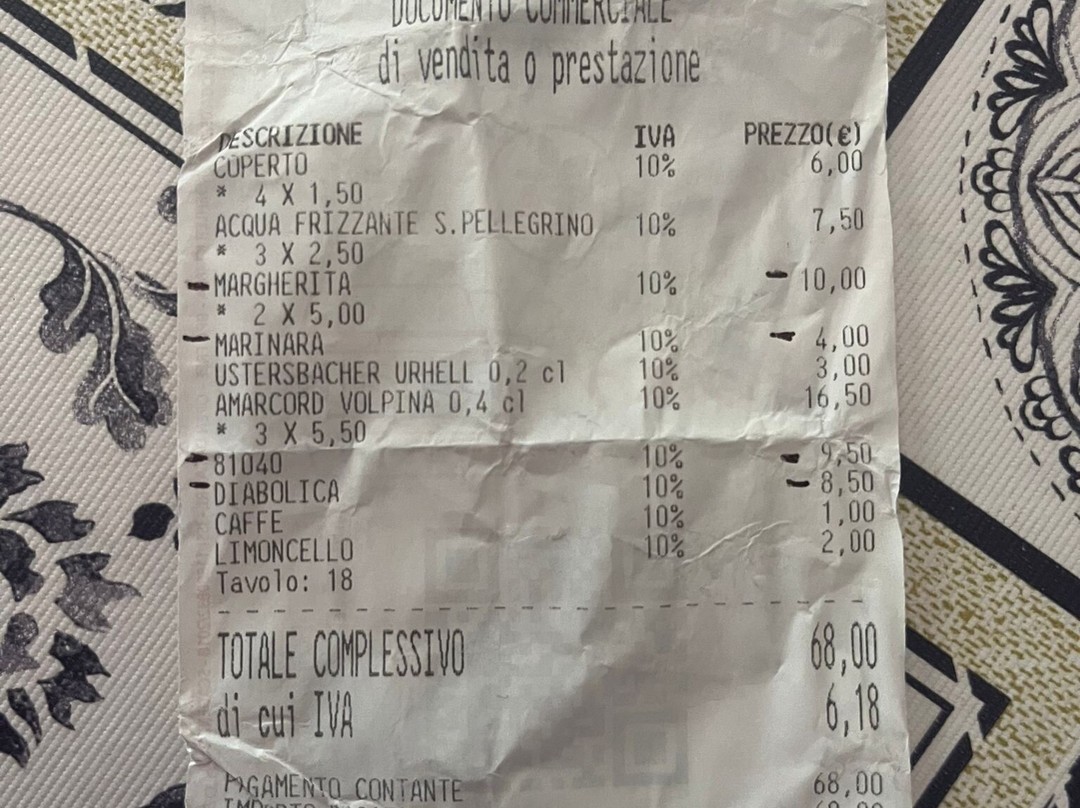 DOCUMENTO COMMERCIALE
di vendita o prestazione
DESCRIZIONE IVA PREZZO(€)
COPERTO 10% 6,00
* 4 X 1,50
ACQUA FRIZZANTE S.PELLEGRINO 10% 7,50
* 3 X 2,50
MARGHERITA 10% 10,00
* 2 X 5,00
MARINARA 10% 4,00
USTERSBACHER URHELL 0,2 cl 10% 3,00
AMARCORD VOLPINA 0,4 cl 10% 16,50
* 3 X 5,50
81040 10% 9,50
DIABOLICA 10% 8,50
CAFFE 10% 1,00
LIMONCELLO 10% 2,00
Tavolo: 18
TOTALE COMPLESSIVO 68,00
di cui IVA 6,18
PAGAMENTO CONTANTE 68,00